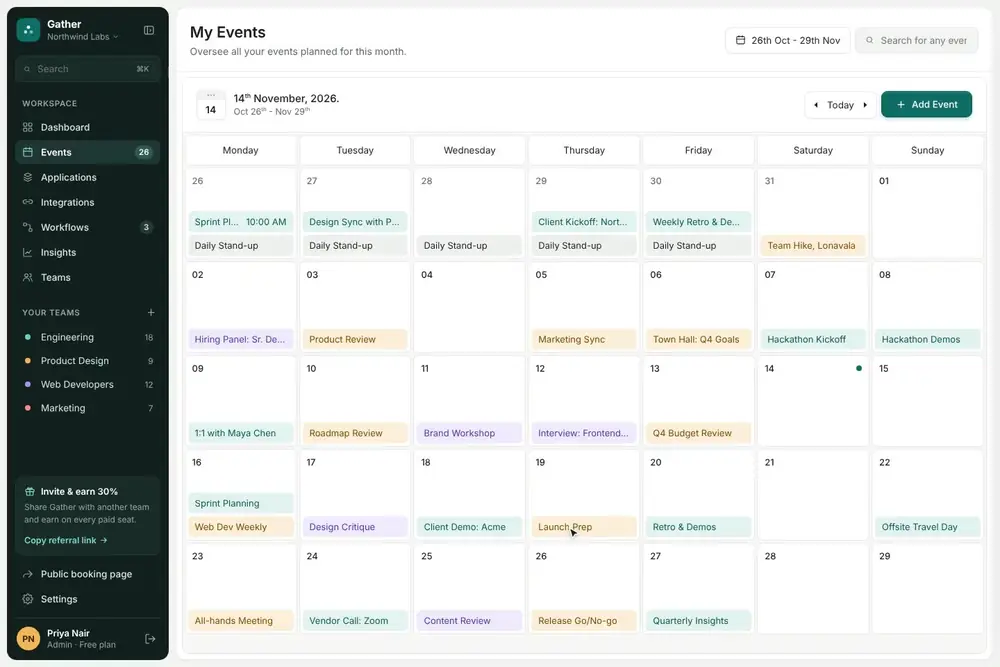 Gather
Northwind Labs
Search ⌘K
WORKSPACE
Dashboard
Events 26
Applications
Integrations
Workflows 3
Insights
Teams
YOUR TEAMS +
Engineering 18
Product Design 9
Web Developers 12
Marketing 7
Invite & earn 30%
Share Gather with another team
and earn on every paid seat.
Copy referral link →
Public booking page
Settings
PN
Priya Nair
Admin · Free plan
My Events
Oversee all your events planned for this month.
26th Oct - 29th Nov
Search for any ever
14
14th November, 2026.
Oct 26th - Nov 29th
Today
+ Add Event
Monday Tuesday Wednesday Thursday Friday Saturday Sunday
26 27 28 29 30 31 01
Sprint Pl... 10:00 AM Design Sync with P... Client Kickoff: Nort... Weekly Retro & De...
Daily Stand-up Daily Stand-up Daily Stand-up Daily Stand-up Daily Stand-up Team Hike, Lonavala
02 03 04 05 06 07 08
Hiring Panel: Sr. De... Product Review Marketing Sync Town Hall: Q4 Goals Hackathon Kickoff Hackathon Demos
09 10 11 12 13 14 15
1:1 with Maya Chen Roadmap Review Brand Workshop Interview: Frontend... Q4 Budget Review
16 17 18 19 20 21 22
Sprint Planning
Web Dev Weekly Design Critique Client Demo: Acme Launch Prep Retro & Demos Offsite Travel Day
23 24 25 26 27 28 29
All-hands Meeting Vendor Call: Zoom Content Review Release Go/No-go Quarterly Insights